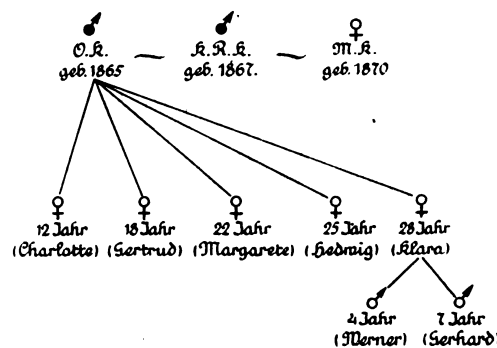 O.K. K.R.K. M.K.
geb. 1865 geb. 1867. geb. 1870
12 Jahr 18 Jahr 22 Jahr 25 Jahr 28 Jahr
(Charlotte) (Gertrud) (Margarete) (Hedwig) (Klara)
4 Jahr 7 Jahr
(Werner) (Gerhard)